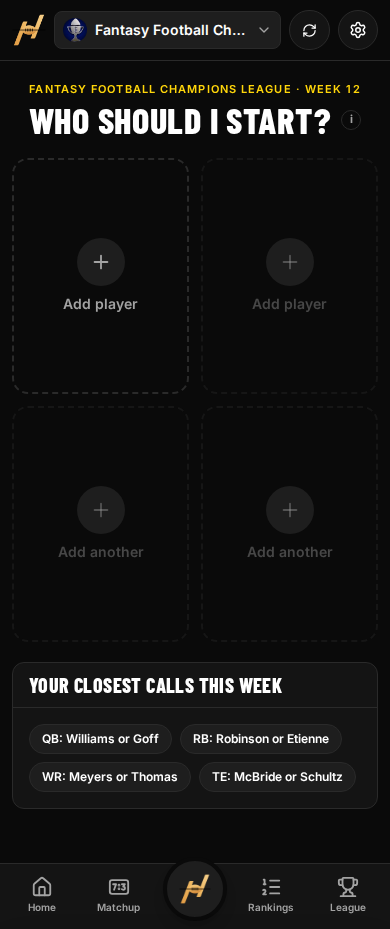 Fantasy Football Ch...
FANTASY FOOTBALL CHAMPIONS LEAGUE · WEEK 12
WHO SHOULD I START? i
Add player
Add player
Add another
Add another
YOUR CLOSEST CALLS THIS WEEK
QB: Williams or Goff
RB: Robinson or Etienne
WR: Meyers or Thomas
TE: McBride or Schultz
7:3
Home
Matchup
Rankings
League